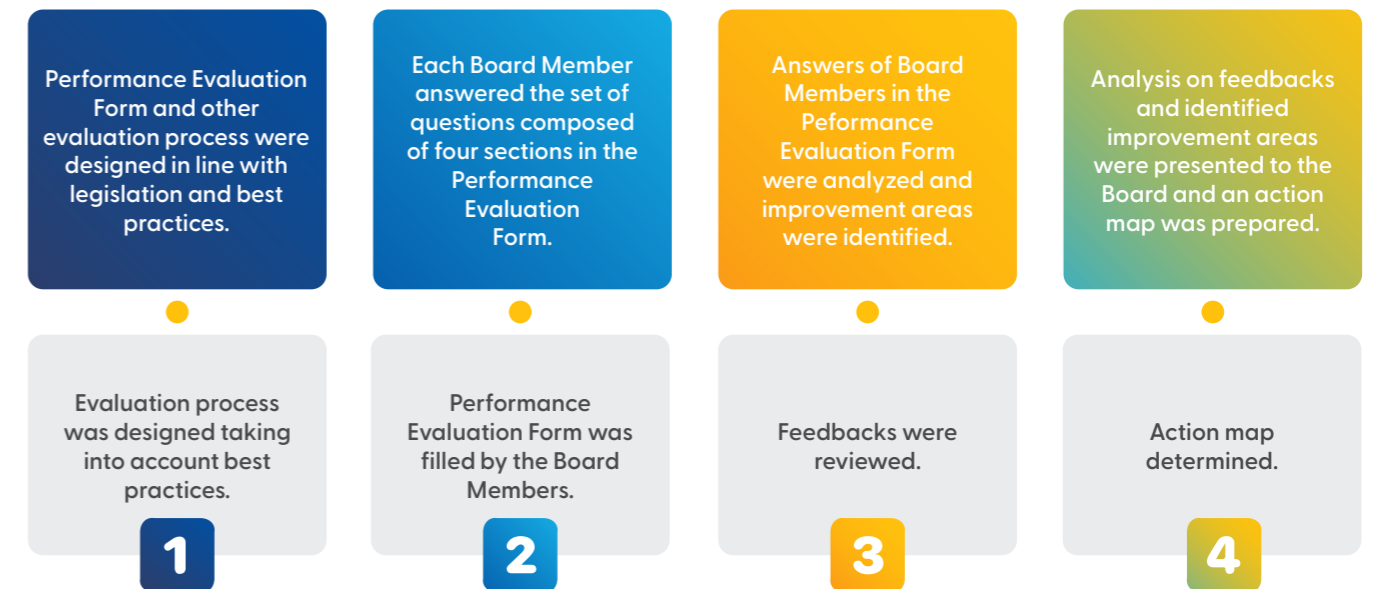 Performance Evaluation
Form and other
evaluation process were
designed in line with
legislation and best
practices.
Evaluation process
was designed taking
into account best
practices.
1
Each Board Member
answered the set of
questions composed
of four sections in the
Performance
Evaluation
Form.
Performance
Evaluation Form was
filled by the Board
Members.
2
Answers of Board
Members in the
Peformance
Evaluation Form
were analyzed and
improvement areas
were identified.
Feedbacks were
reviewed.
3
Analysis on feedbacks
and identified
improvement areas
were presented to the
Board and an action
map was prepared.
Action map
determined.
4